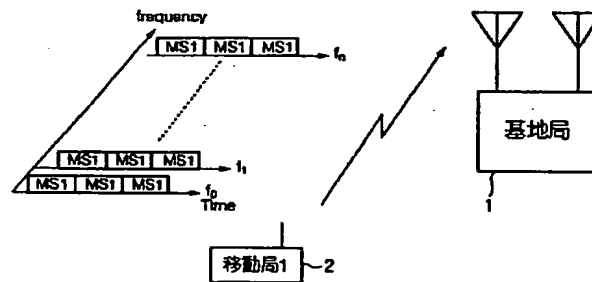 frequency
MS1 MS1 MS1
fn
MS1 MS1 MS1
f1
MS1 MS1 MS1
f0
Time
基地局
1
移動局1
2